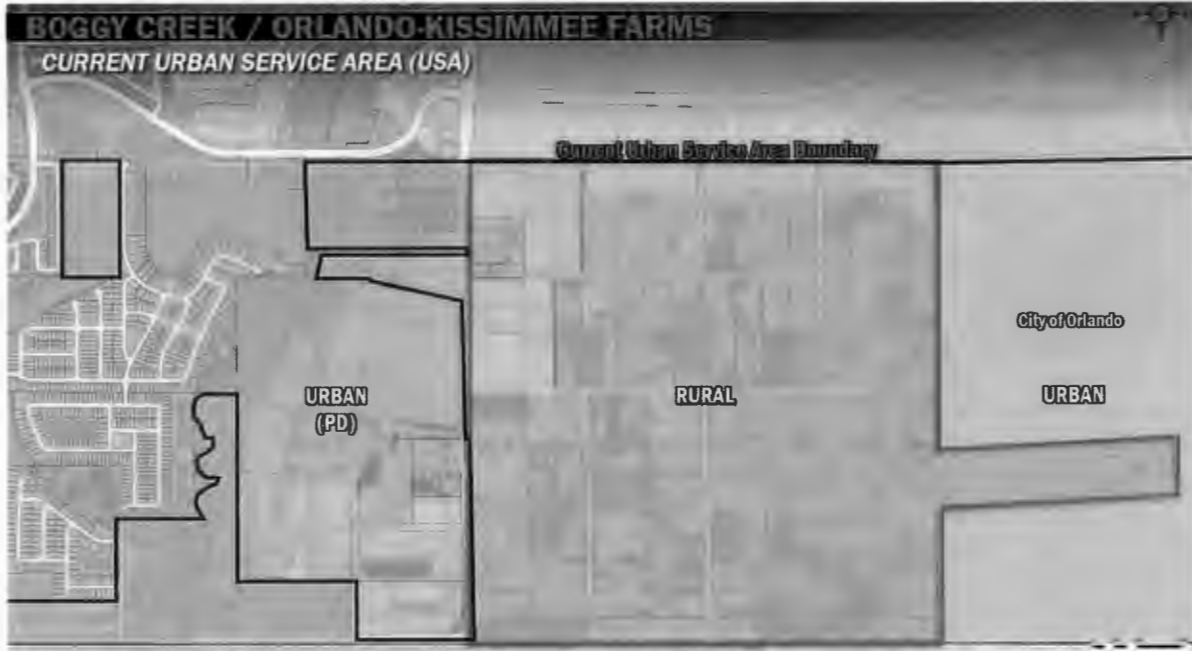 BOGGY CREEK / ORLANDO-KISSIMMEE FARMS
CURRENT URBAN SERVICE AREA (USA)
Current Urban Service Area Boundary
City of Orlando
URBAN
(PD)
RURAL
URBAN